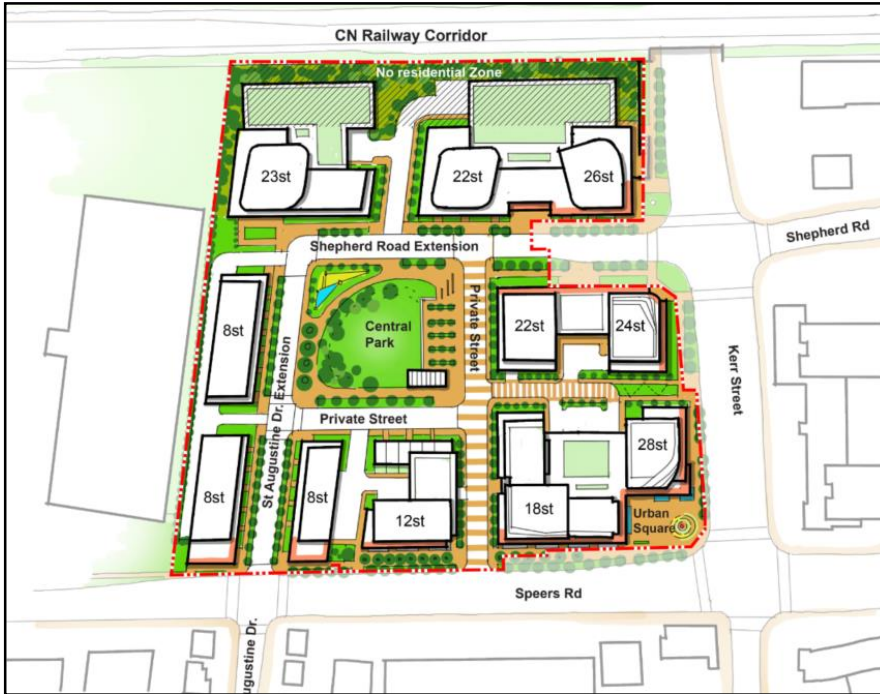 CN Railway Corridor
No residential Zone
23st
22st
26st
Shepherd Rd
Shepherd Road Extension
8st
Central
Park
Private Street
22st
24st
Kerr Street
St Augustine Dr. Extension
Private Street
8st
8st
12st
18st
28st
Urban
Square
Speers Rd
Augustine Dr.